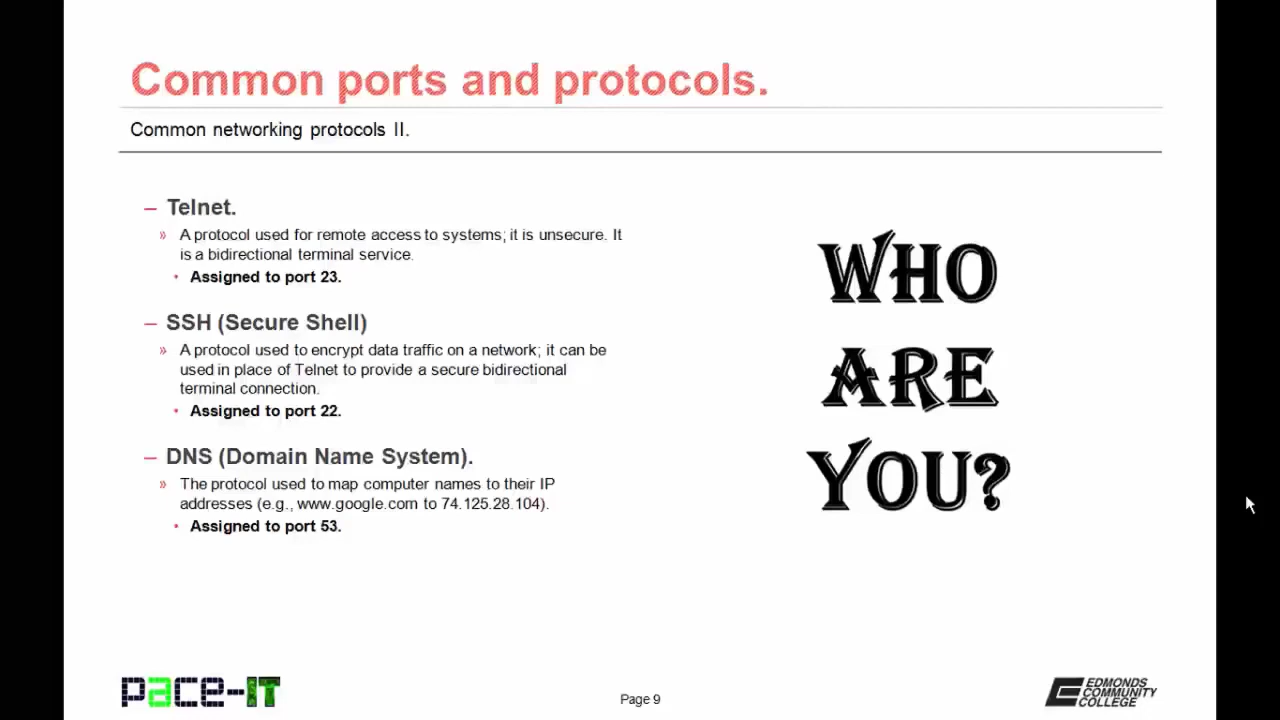 Common ports and protocols.
Common networking protocols II.
– Telnet.
» A protocol used for remote access to systems; it is unsecure. It
is a bidirectional terminal service.
• Assigned to port 23.
– SSH (Secure Shell)
» A protocol used to encrypt data traffic on a network; it can be
used in place of Telnet to provide a secure bidirectional
terminal connection.
• Assigned to port 22.
– DNS (Domain Name System).
» The protocol used to map computer names to their IP
addresses (e.g., www.google.com to 74.125.28.104).
• Assigned to port 53.
WHO
ARE
YOU?
pace-IT
Page 9
EDMONDS
COMMUNITY
COLLEGE